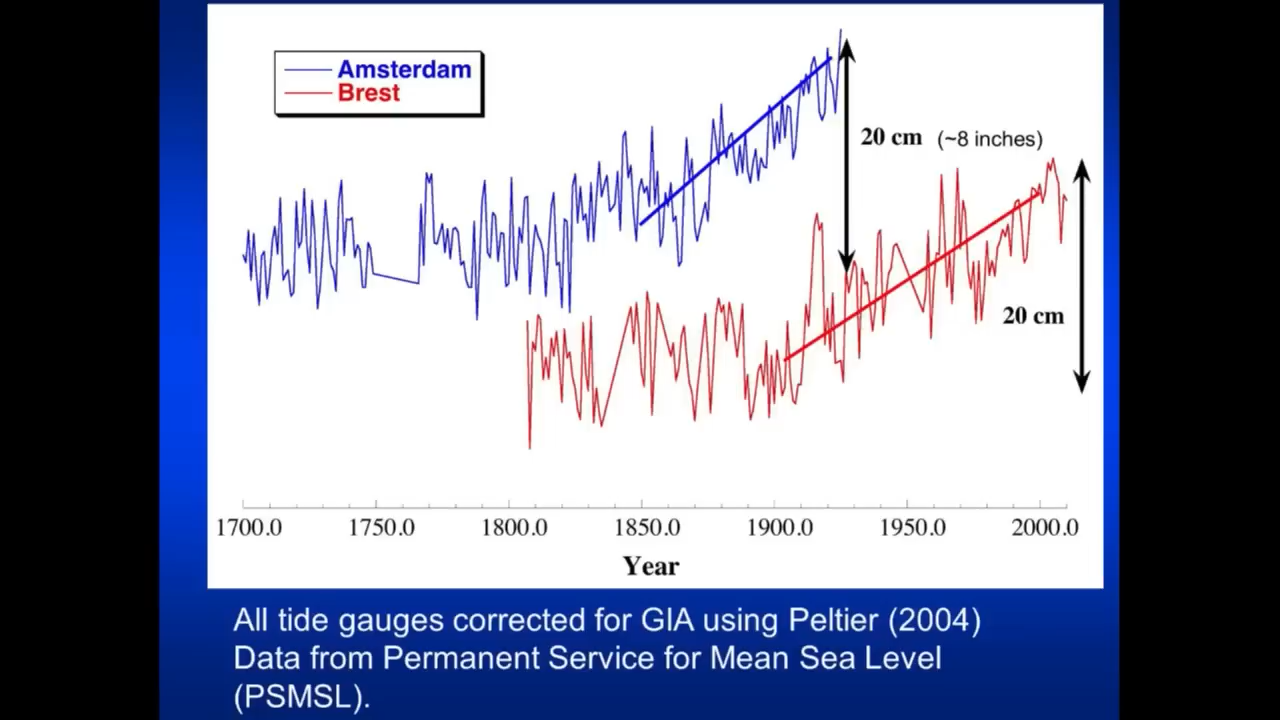 Amsterdam
Brest
20 cm (~8 inches)
20 cm
1700.0 1750.0 1800.0 1850.0 1900.0 1950.0 2000.0
Year
All tide gauges corrected for GIA using Peltier (2004)
Data from Permanent Service for Mean Sea Level
(PSMSL).